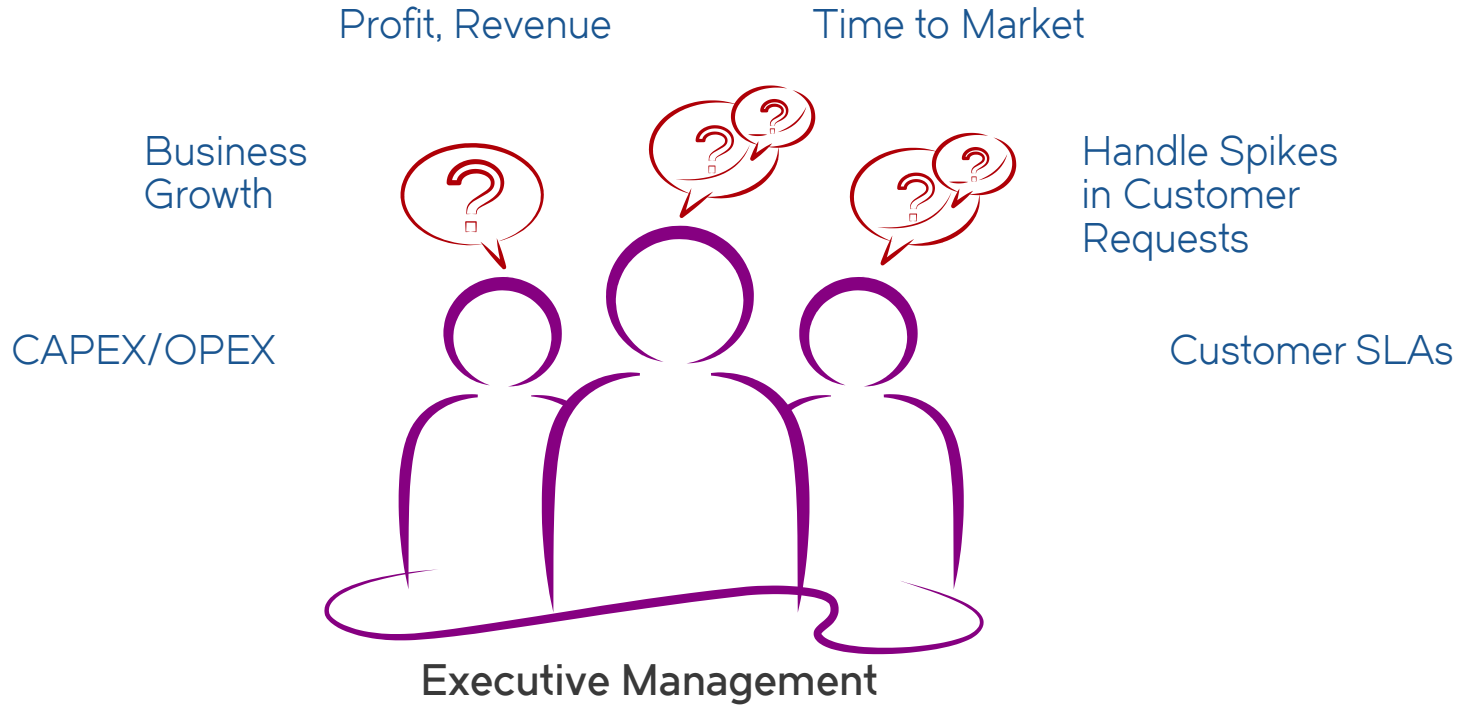 Profit, Revenue
Time to Market
Business
Growth
?
?
?
?
?
Handle Spikes
in Customer
Requests
CAPEX/OPEX
Customer SLAs
Executive Management